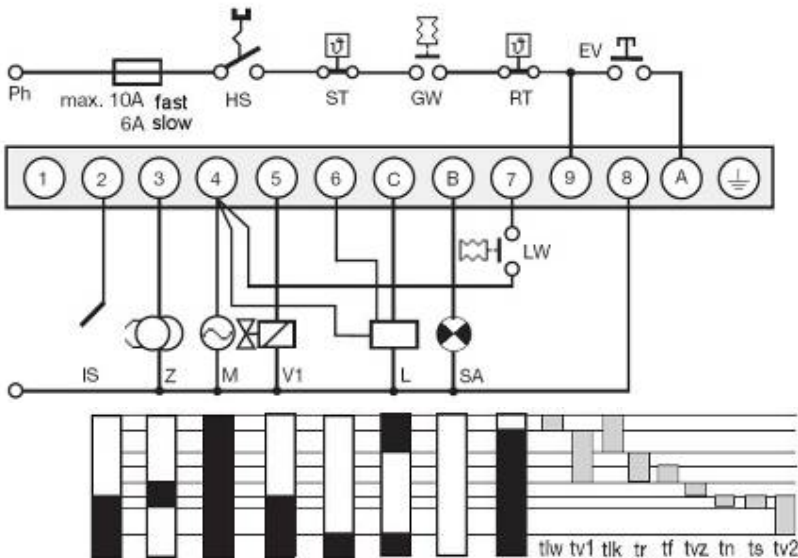 Ph
max. 10A fast
6A slow
HS
ST
GW
RT
EV
1 2 3 4 5 6 C B 7 9 8 A
LW
IS Z M V1 L SA
tlw tv1 tlk tr tf tvz tn ts tv2